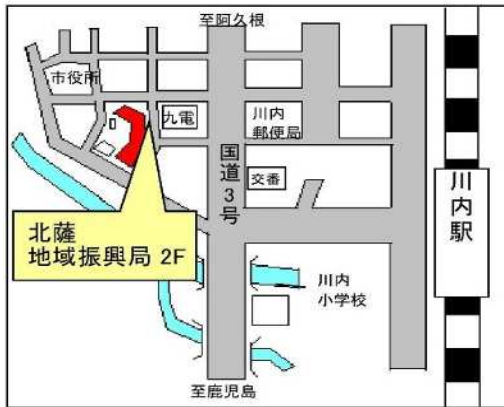 至阿久根
市役所
九電
川内
郵便局
国道3号
交番
川内駅
北薩
地域振興局 2F
川内
小学校
至鹿児島